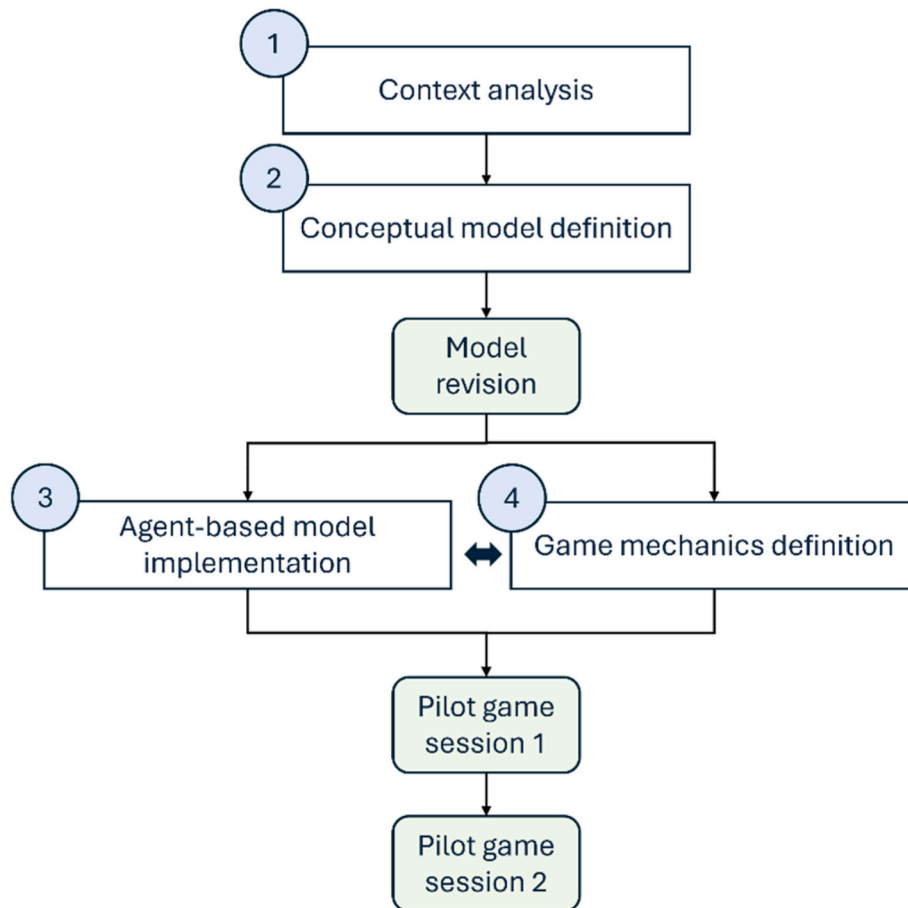 1
Context analysis
2
Conceptual model definition
Model
revision
3
Agent-based model
implementation
4
Game mechanics definition
Pilot game
session 1
Pilot game
session 2